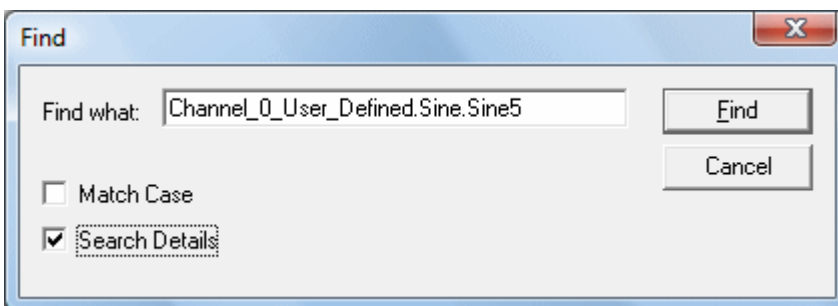 Find
Find what: Channel_0_User_Defined.Sine.Sine5
Find
Cancel
Match Case
Search Details